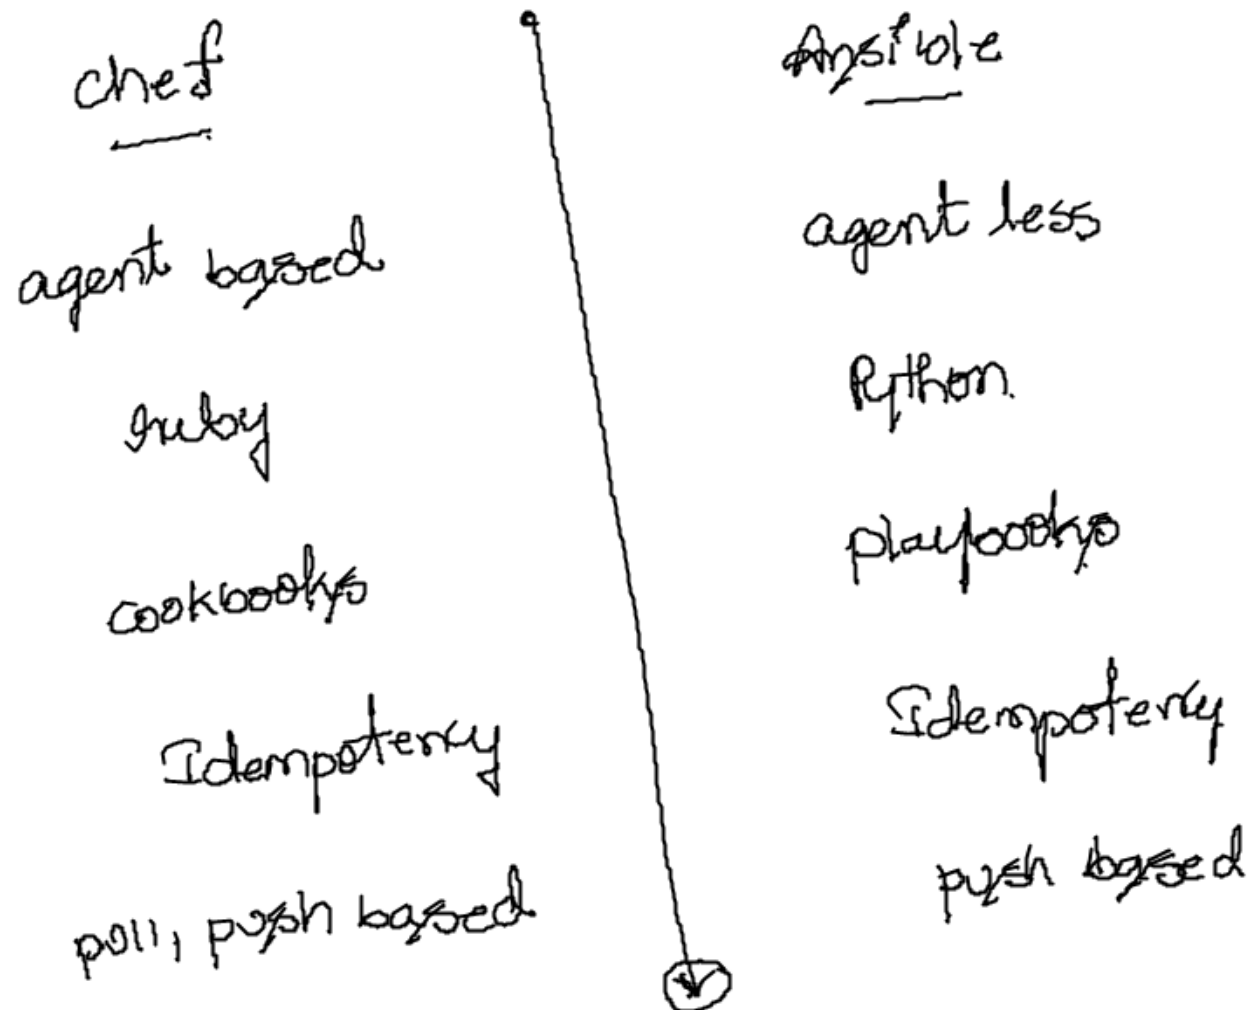 chef
agent based
ruby
cookbooks
Idempotency
poll, push based
Ansible
agent less
Python
playbooks
Idempotency
push based